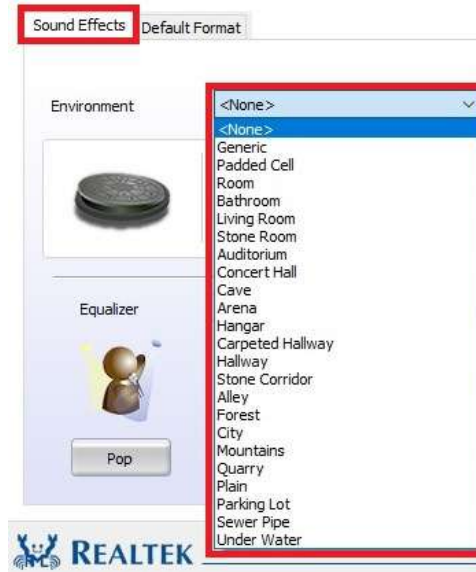 Sound Effects
Default Format
Environment
<None>
<None>
Generic
Padded Cell
Room
Bathroom
Living Room
Stone Room
Auditorium
Concert Hall
Cave
Arena
Hangar
Carpeted Hallway
Hallway
Stone Corridor
Alley
Forest
City
Mountains
Quarry
Plain
Parking Lot
Sewer Pipe
Under Water
Equalizer
Pop
REALTEK